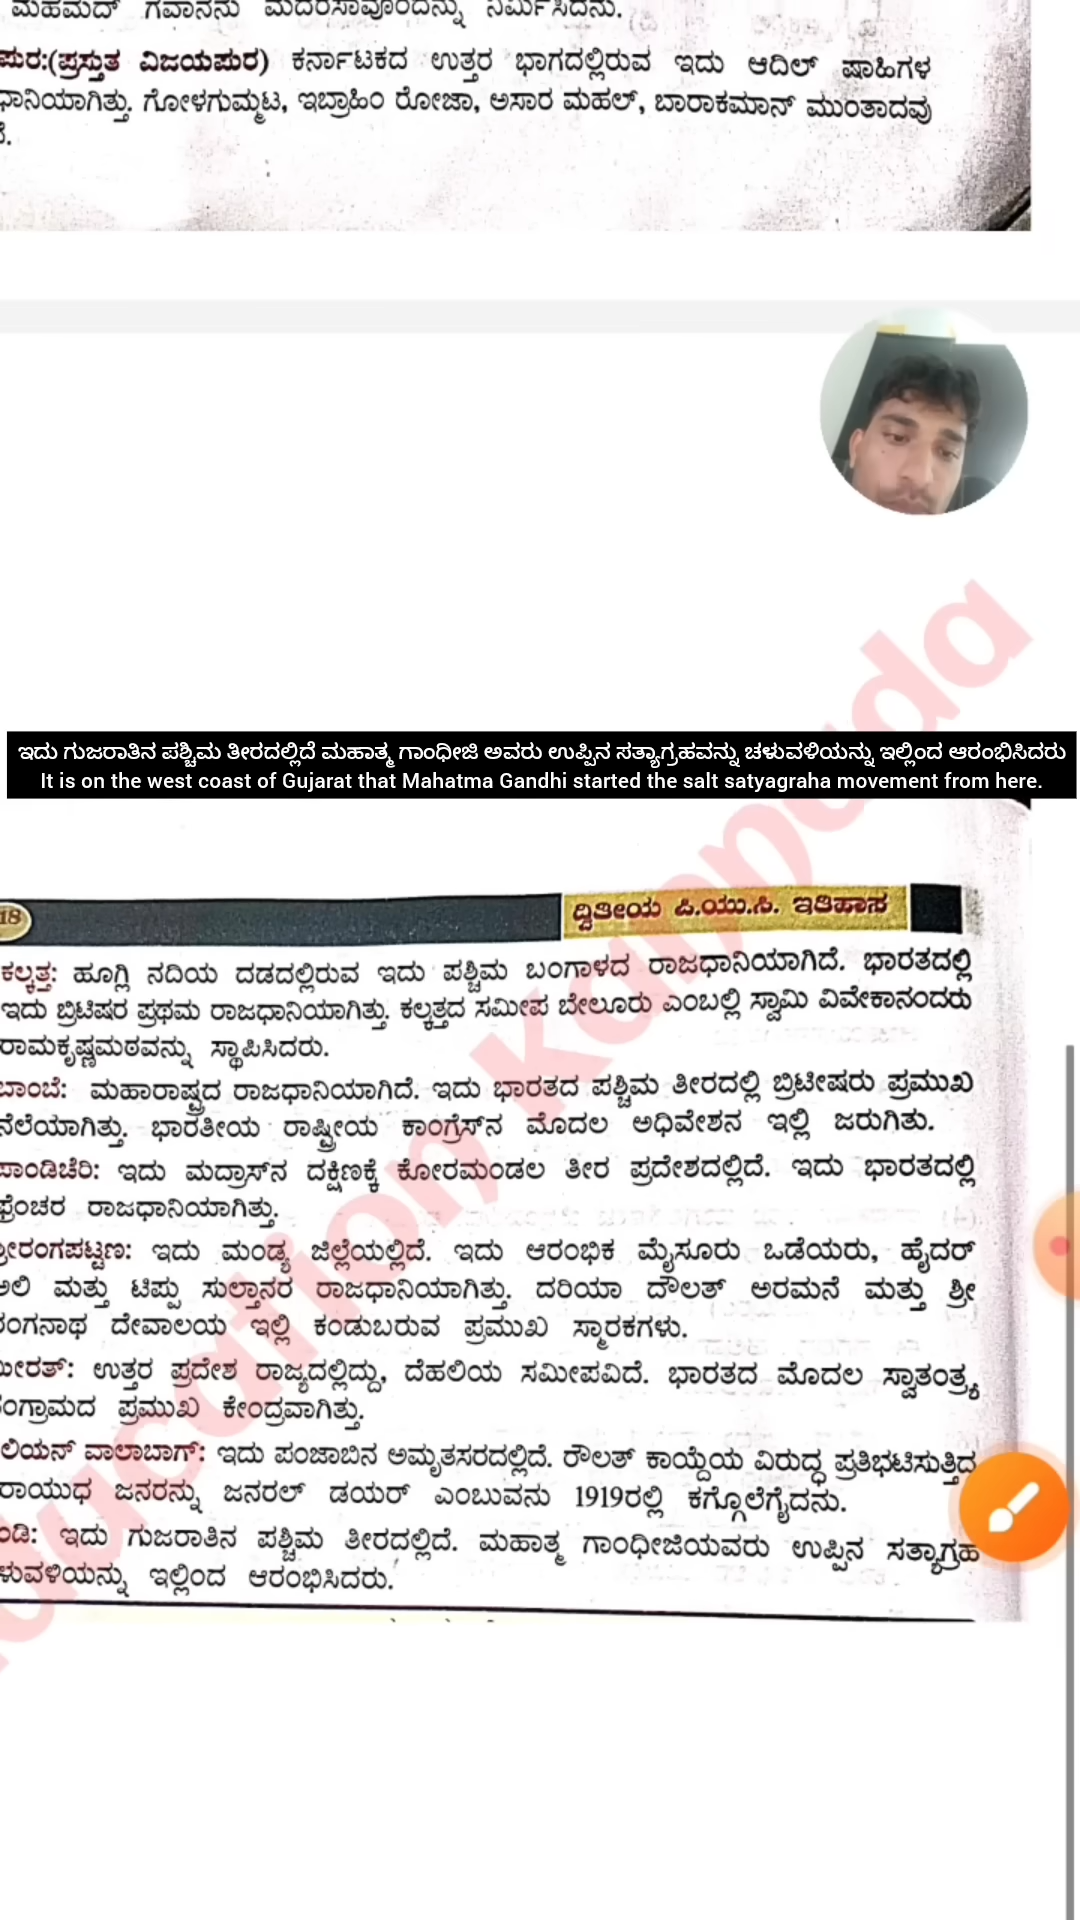 ಮಹಮದ್ ಗವಾನನು ಮದರಸಾವೊಂದನ್ನು ನಿರ್ಮಿಸಿದನು.
ಪುರ:(ಪ್ರಸ್ತುತ ವಿಜಯಪುರ) ಕರ್ನಾಟಕದ ಉತ್ತರ ಭಾಗದಲ್ಲಿರುವ ಇದು ಆದಿಲ್ ಷಾಹಿಗಳ
ಧಾನಿಯಾಗಿತ್ತು. ಗೋಳಗುಮ್ಮಟ, ಇಬ್ರಾಹಿಂ ರೋಜಾ, ಅಸಾರ ಮಹಲ್, ಬಾರಾಕಮಾನ್ ಮುಂತಾದವು
ಇದು ಗುಜರಾತಿನ ಪಶ್ಚಿಮ ತೀರದಲ್ಲಿದೆ ಮಹಾತ್ಮ ಗಾಂಧೀಜಿ ಅವರು ಉಪ್ಪಿನ ಸತ್ಯಾಗ್ರಹವನ್ನು ಚಳುವಳಿಯನ್ನು ಇಲ್ಲಿಂದ ಆರಂಭಿಸಿದರು
It is on the west coast of Gujarat that Mahatma Gandhi started the salt satyagraha movement from here.
18 ದ್ವಿತೀಯ ಪಿ.ಯು.ಸಿ. ಇತಿಹಾಸ
ಕಲ್ಕತ್ತ: ಹೂಗ್ಲಿ ನದಿಯ ದಡದಲ್ಲಿರುವ ಇದು ಪಶ್ಚಿಮ ಬಂಗಾಳದ ರಾಜಧಾನಿಯಾಗಿದೆ. ಭಾರತದಲ್ಲಿ
ಇದು ಬ್ರಿಟಿಷರ ಪ್ರಥಮ ರಾಜಧಾನಿಯಾಗಿತ್ತು. ಕಲ್ಕತ್ತದ ಸಮೀಪ ಬೇಲೂರು ಎಂಬಲ್ಲಿ ಸ್ವಾಮಿ ವಿವೇಕಾನಂದರು
ರಾಮಕೃಷ್ಣಮಠವನ್ನು ಸ್ಥಾಪಿಸಿದರು.
ಬಾಂಬೆ: ಮಹಾರಾಷ್ಟ್ರದ ರಾಜಧಾನಿಯಾಗಿದೆ. ಇದು ಭಾರತದ ಪಶ್ಚಿಮ ತೀರದಲ್ಲಿ ಬ್ರಿಟೀಷರು ಪ್ರಮುಖ
ನೆಲೆಯಾಗಿತ್ತು. ಭಾರತೀಯ ರಾಷ್ಟ್ರೀಯ ಕಾಂಗ್ರೆಸ್‌ನ ಮೊದಲ ಅಧಿವೇಶನ ಇಲ್ಲಿ ಜರುಗಿತು.
ಪಾಂಡಿಚೆರಿ: ಇದು ಮದ್ರಾಸ್‌ನ ದಕ್ಷಿಣಕ್ಕೆ ಕೋರಮಂಡಲ ತೀರ ಪ್ರದೇಶದಲ್ಲಿದೆ. ಇದು ಭಾರತದಲ್ಲಿ
ಫ್ರೆಂಚರ ರಾಜಧಾನಿಯಾಗಿತ್ತು.
ಶ್ರೀರಂಗಪಟ್ಟಣ: ಇದು ಮಂಡ್ಯ ಜಿಲ್ಲೆಯಲ್ಲಿದೆ. ಇದು ಆರಂಭಿಕ ಮೈಸೂರು ಒಡೆಯರು, ಹೈದರ್
ಅಲಿ ಮತ್ತು ಟಿಪ್ಪು ಸುಲ್ತಾನರ ರಾಜಧಾನಿಯಾಗಿತ್ತು. ದರಿಯಾ ದೌಲತ್ ಅರಮನೆ ಮತ್ತು ಶ್ರೀ
ರಂಗನಾಥ ದೇವಾಲಯ ಇಲ್ಲಿ ಕಂಡುಬರುವ ಪ್ರಮುಖ ಸ್ಮಾರಕಗಳು.
ಮೀರತ್: ಉತ್ತರ ಪ್ರದೇಶ ರಾಜ್ಯದಲ್ಲಿದ್ದು, ದೆಹಲಿಯ ಸಮೀಪವಿದೆ. ಭಾರತದ ಮೊದಲ ಸ್ವಾತಂತ್ರ್ಯ
ಸಂಗ್ರಾಮದ ಪ್ರಮುಖ ಕೇಂದ್ರವಾಗಿತ್ತು.
ಲಿಯನ್ ವಾಲಾಬಾಗ್: ಇದು ಪಂಜಾಬಿನ ಅಮೃತಸರದಲ್ಲಿದೆ. ರೌಲತ್ ಕಾಯ್ದೆಯ ವಿರುದ್ಧ ಪ್ರತಿಭಟಿಸುತ್ತಿದ್ದ
ರಾಯುಧ ಜನರನ್ನು ಜನರಲ್ ಡಯರ್ ಎಂಬುವನು 1919ರಲ್ಲಿ ಕಗ್ಗೊಲೆಗೈದನು.
ಂಡಿ: ಇದು ಗುಜರಾತಿನ ಪಶ್ಚಿಮ ತೀರದಲ್ಲಿದೆ. ಮಹಾತ್ಮ ಗಾಂಧೀಜಿಯವರು ಉಪ್ಪಿನ ಸತ್ಯಾಗ್ರಹ
ಳುವಳಿಯನ್ನು ಇಲ್ಲಿಂದ ಆರಂಭಿಸಿದರು.
ducation Kannada